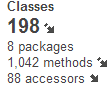 Classes
198
8 packages
1,042 methods
88 accessors